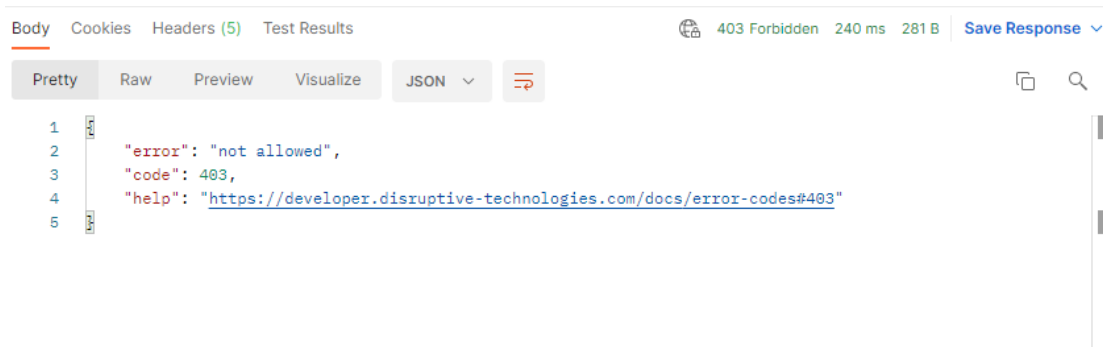 Body Cookies Headers (5) Test Results 403 Forbidden 240 ms 281 B Save Response
Pretty Raw Preview Visualize JSON
1 {
2 "error": "not allowed",
3 "code": 403,
4 "help": "https://developer.disruptive-technologies.com/docs/error-codes#403"
5 }